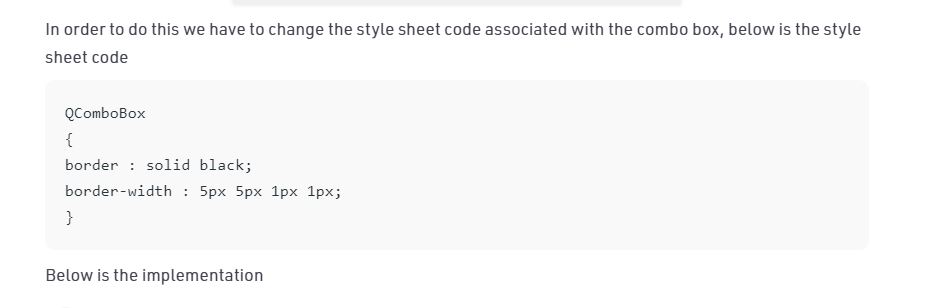 In order to do this we have to change the style sheet code associated with the combo box, below is the style
sheet code
QComboBox
{
border : solid black;
border-width : 5px 5px 1px 1px;
}
Below is the implementation